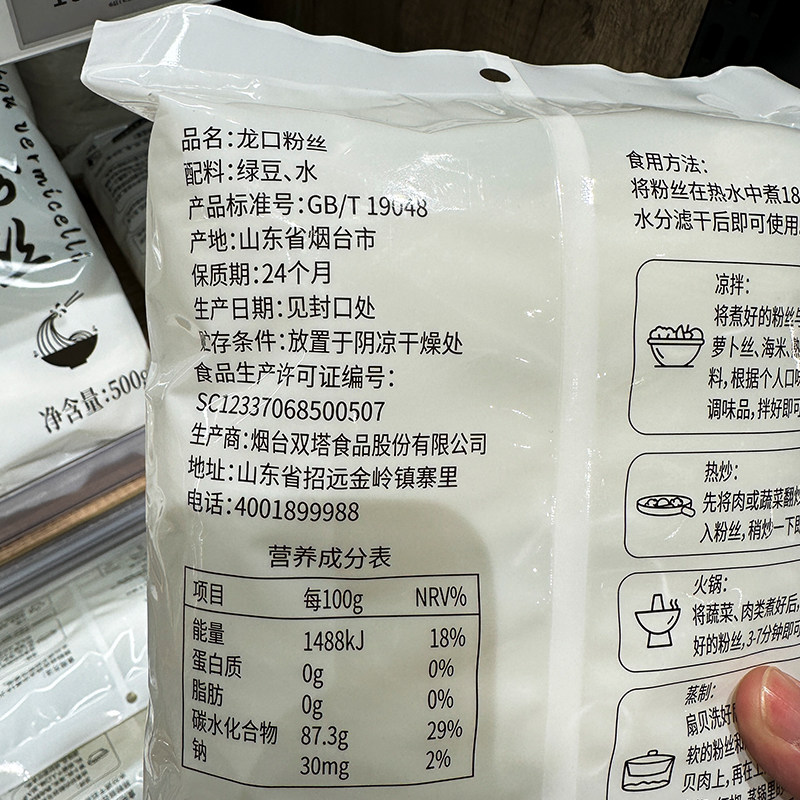 品名:龙口粉丝
配料:绿豆、水
产品标准号:GB/T 19048
产地:山东省烟台市
保质期:24个月
生产日期:见封口处
贮存条件:放置于阴凉干燥处
食品生产许可证编号:
SC12337068500507
生产商:烟台双塔食品股份有限公司
地址:山东省招远金岭镇寨里
电话:4001899988
营养成分表
项目 每100g NRV%
能量 1488kJ 18%
蛋白质 0g 0%
脂肪 0g 0%
碳水化合物 87.3g 29%
钠 30mg 2%
食用方法:
将粉丝在热水中煮18
水分滤干后即可使用
凉拌:
将煮好的粉丝
萝卜丝、海米、
料,根据个人口味
调味品,拌好即可
热炒:
先将肉或蔬菜翻炒
入粉丝,稍炒一下即
火锅:
将蔬菜、肉类煮好后,
好的粉丝,3-7分钟即可
蒸制:
扇贝洗好
软的粉丝和
贝肉上,再在上
vermicelli
净含量:500g